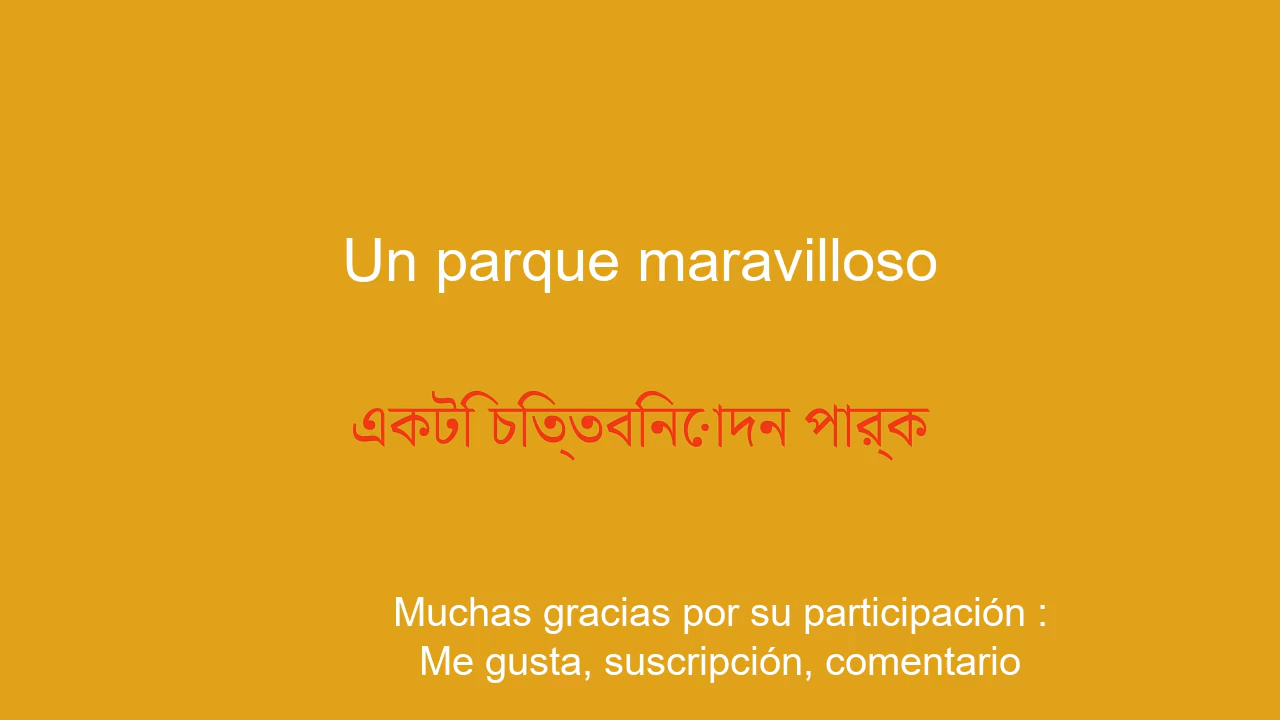 Un parque maravilloso
একটি চিত্তবিনোদন পার্ক
Muchas gracias por su participación :
Me gusta, suscripción, comentario